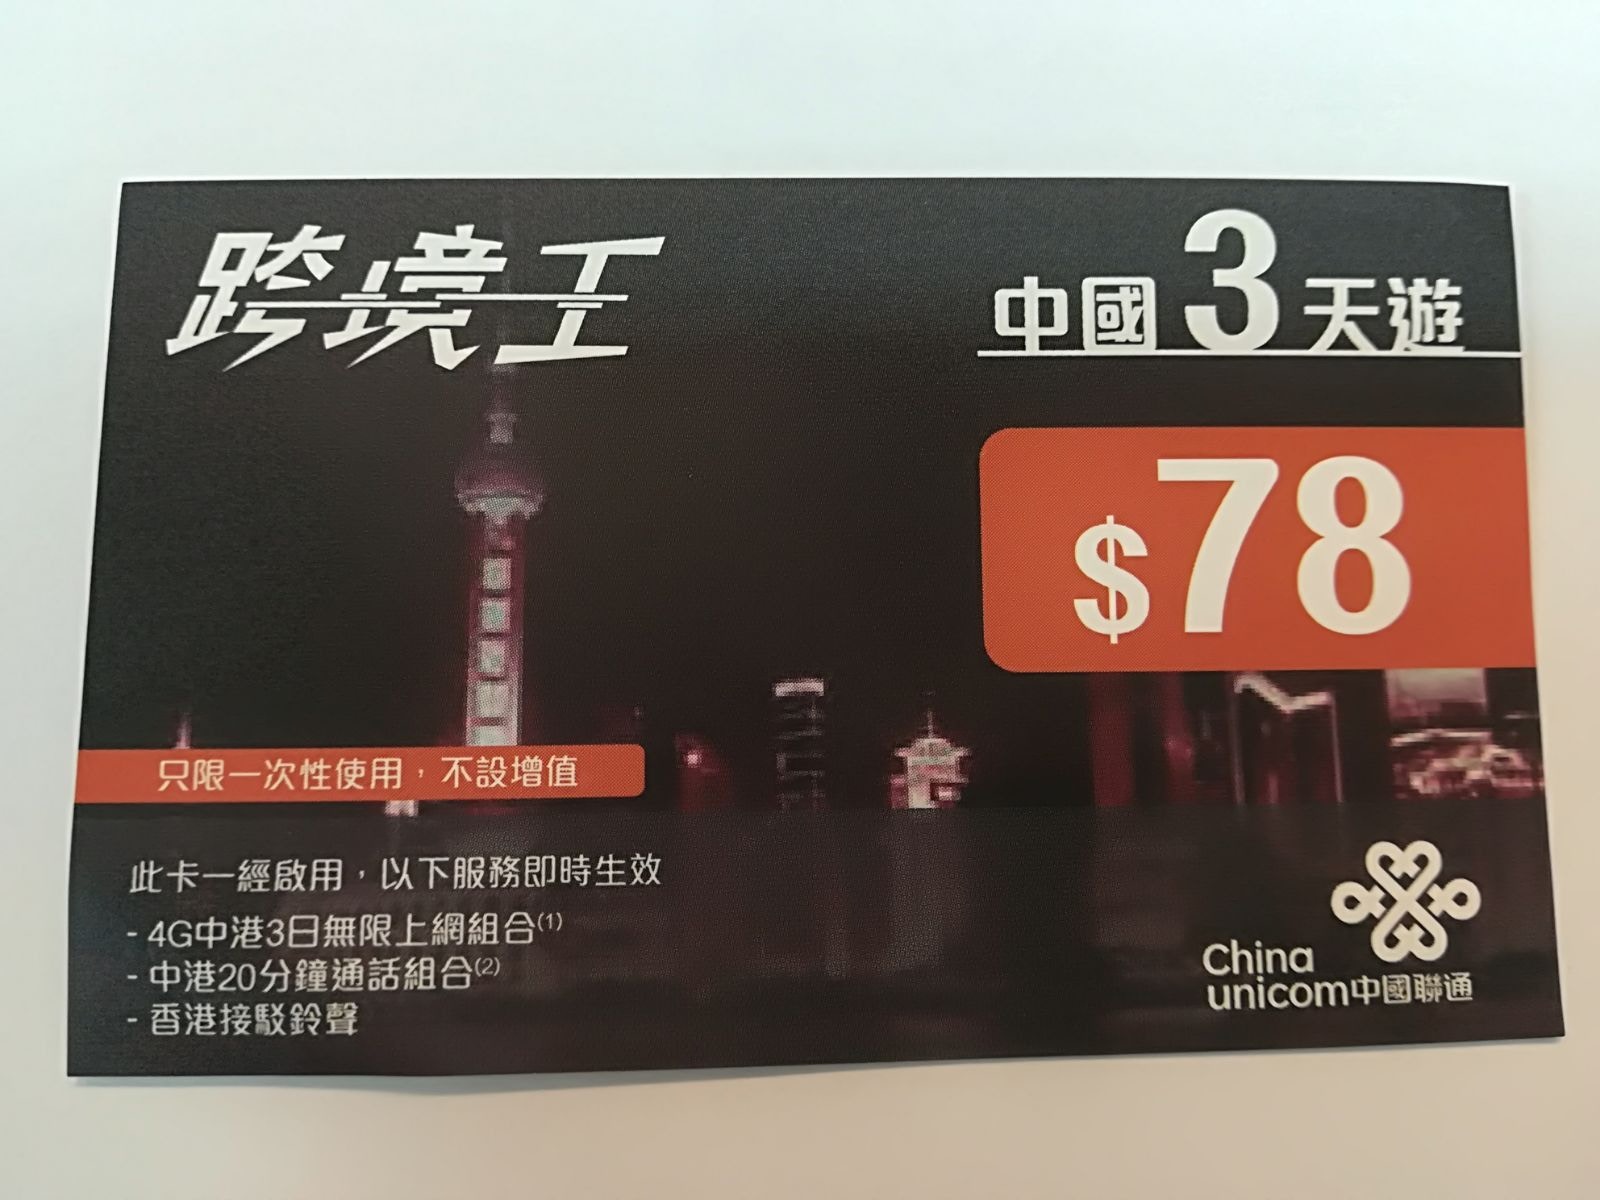 跨境王
中國3天遊
$78
只限一次性使用，不設增值
此卡一經啟用，以下服務即時生效
- 4G中港3日無限上網組合(1)
- 中港20分鐘通話組合(2)
- 香港接駁鈴聲
China
unicom中國聯通